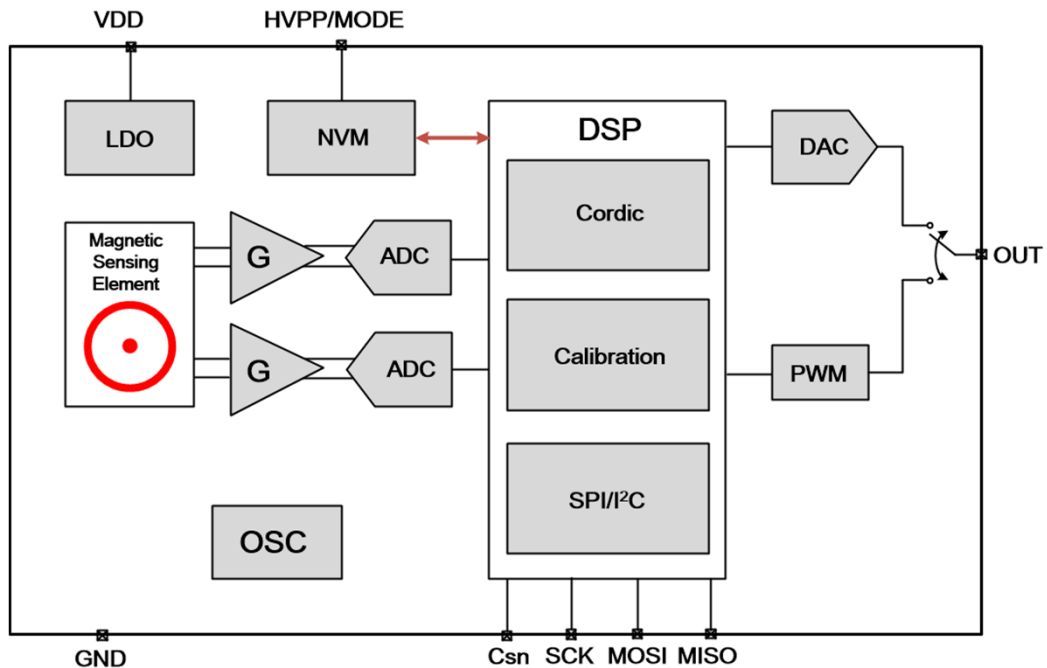 VDD
HVPP/MODE
LDO
NVM
DSP
DAC
Cordic
Magnetic
Sensing
Element
G
ADC
OUT
G
ADC
Calibration
PWM
SPI/I²C
OSC
GND
Csn
SCK
MOSI
MISO